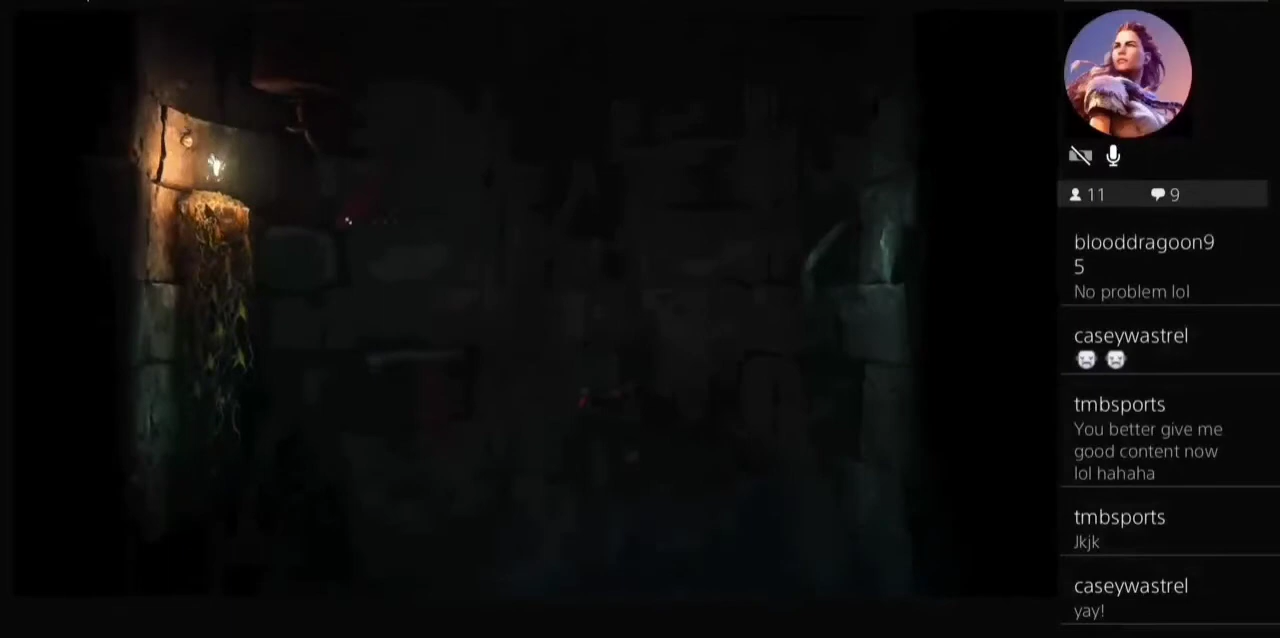 11 9
blooddragoon9
5
No problem lol
caseywastrel
tmbsports
You better give me
good content now
lol hahaha
tmbsports
Jkjk
caseywastrel
yay!